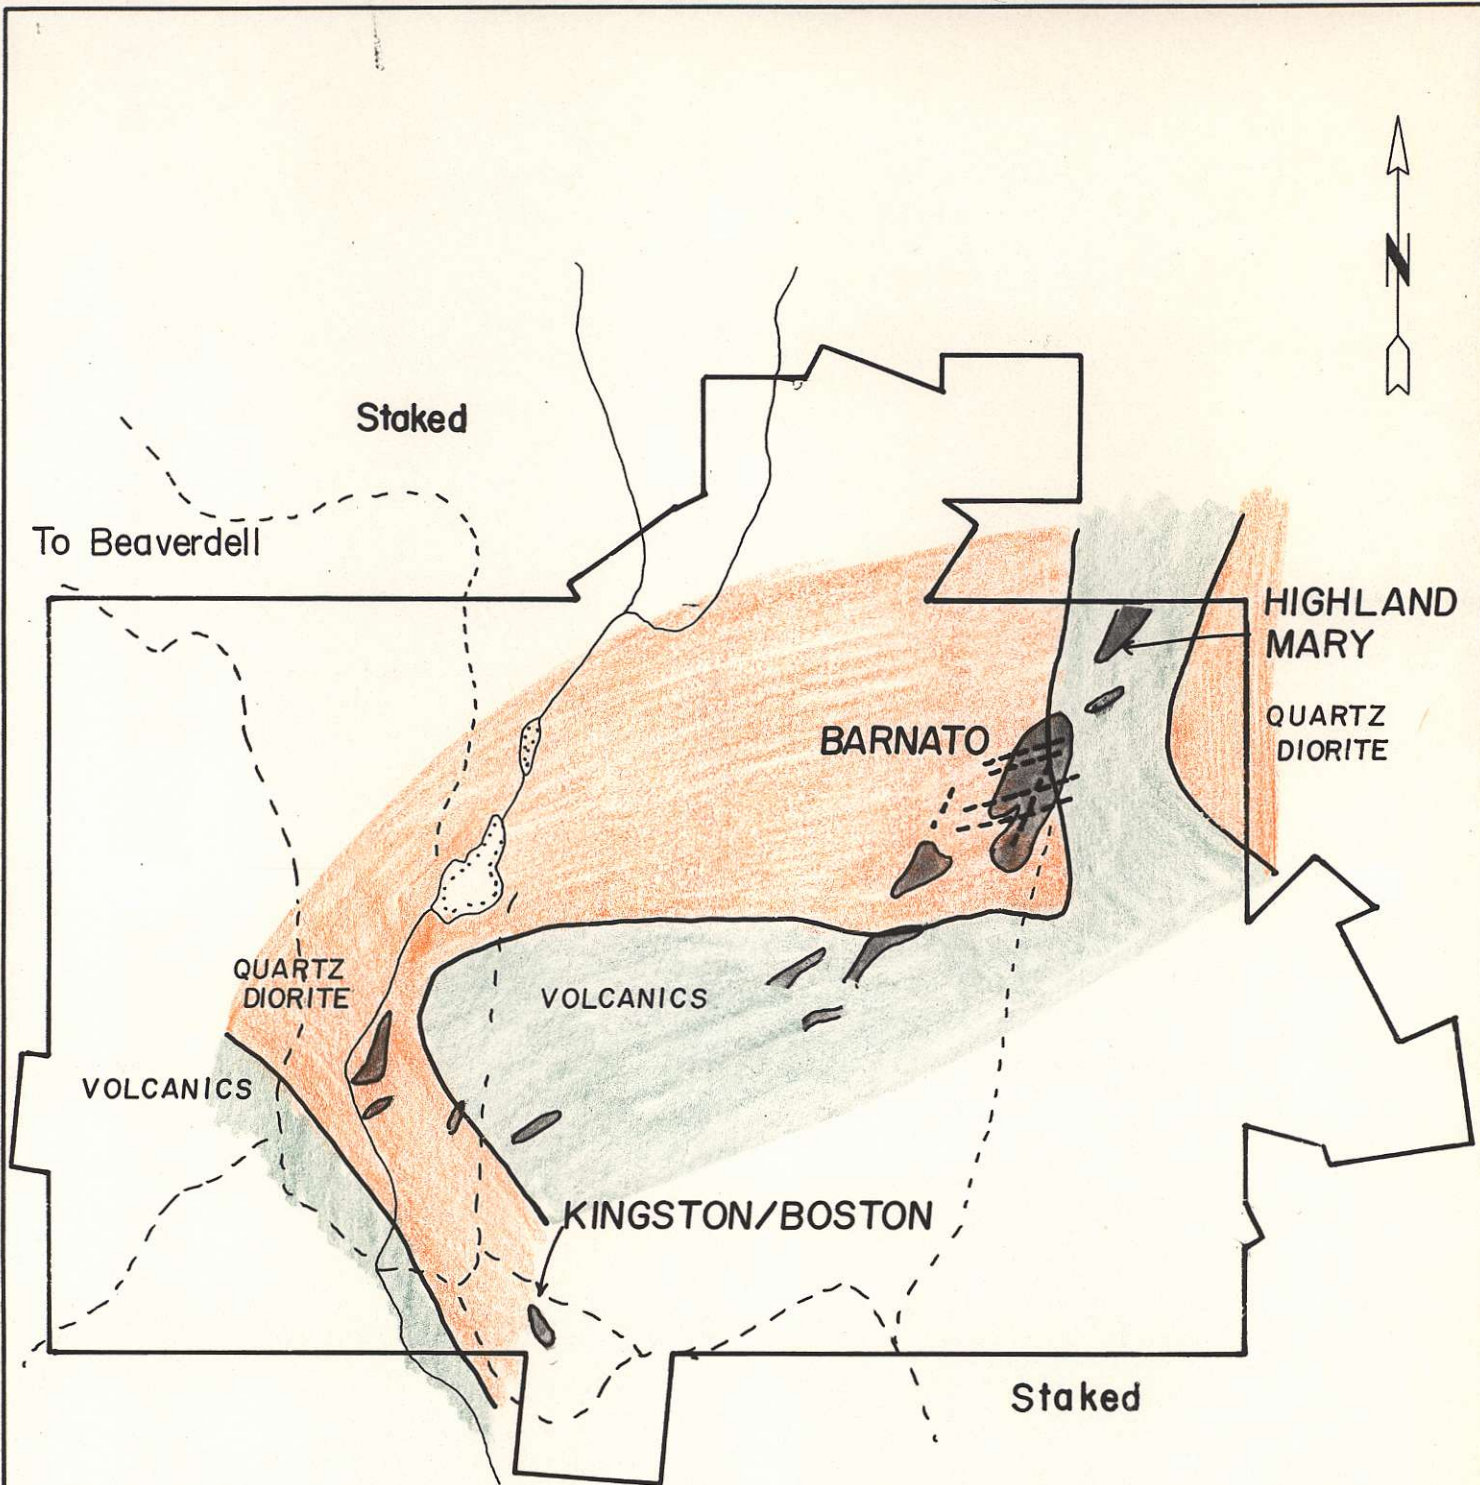 N
Staked
To Beaverdell
HIGHLAND
MARY
BARNATO
QUARTZ
DIORITE
QUARTZ
DIORITE
VOLCANICS
VOLCANICS
KINGSTON/BOSTON
Staked